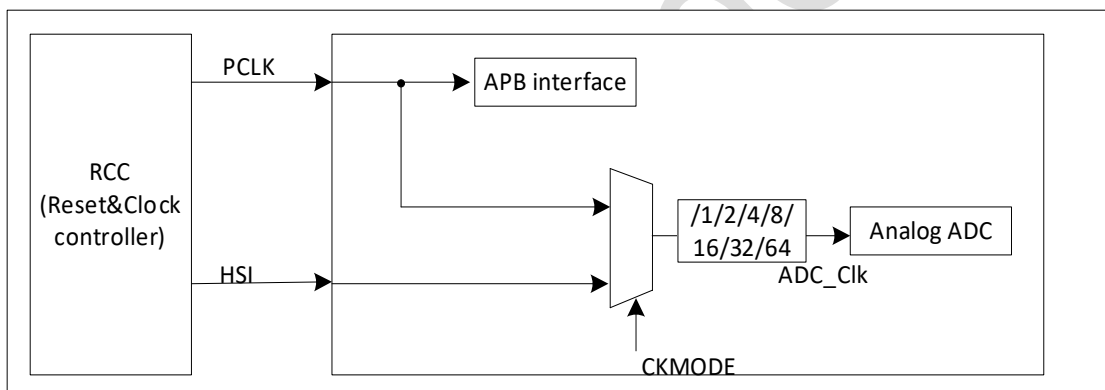 PCLK
APB interface
RCC
(Reset&Clock
controller)
/1/2/4/8/
16/32/64
Analog ADC
HSI
ADC_Clk
CKMODE